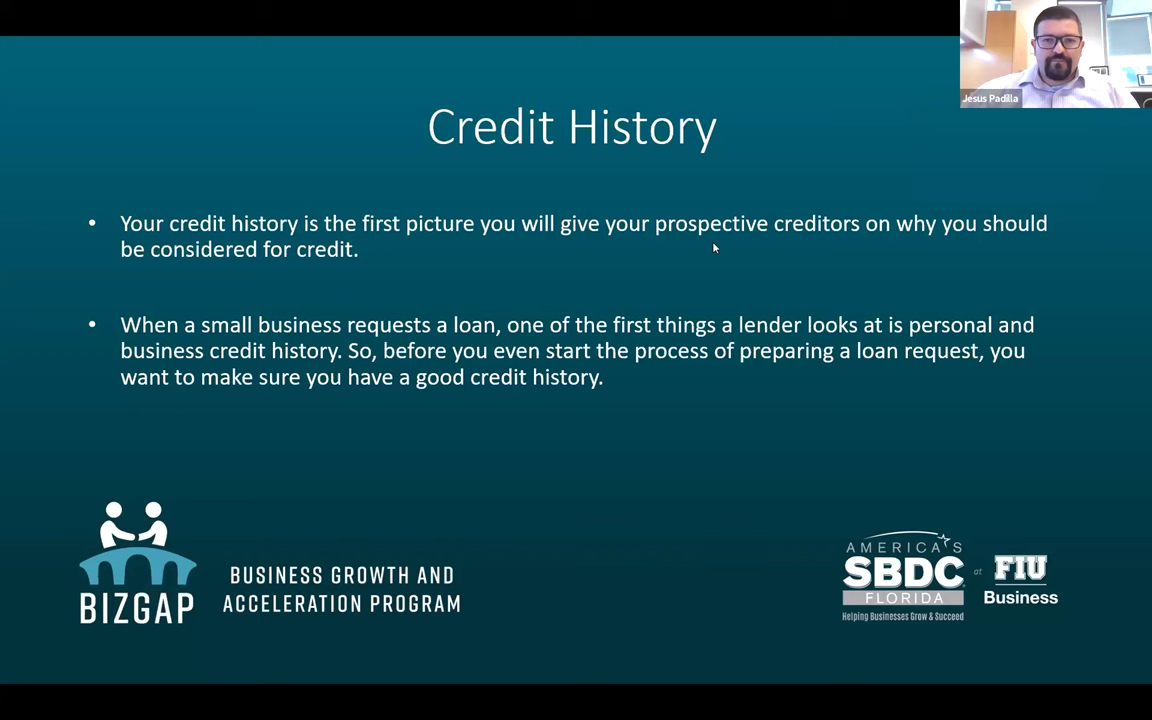 Jesus Padilla
Credit History
• Your credit history is the first picture you will give your prospective creditors on why you should
be considered for credit.
• When a small business requests a loan, one of the first things a lender looks at is personal and
business credit history. So, before you even start the process of preparing a loan request, you
want to make sure you have a good credit history.
BIZGAP
BUSINESS GROWTH AND
ACCELERATION PROGRAM
AMERICA'S
SBDC
FLORIDA
Helping Businesses Grow & Succeed
at
FIU
Business